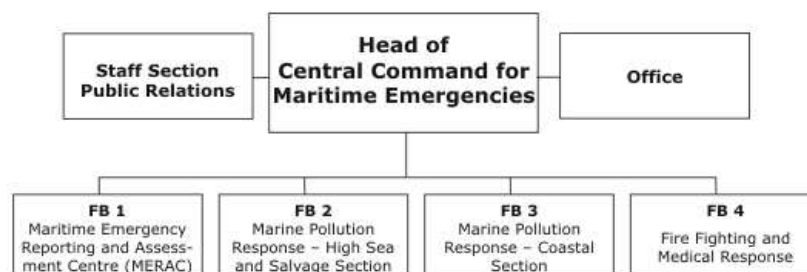 Head of
Central Command for
Maritime Emergencies
Staff Section
Public Relations
Office
FB 1
Maritime Emergency
Reporting and Assess-
ment Centre (MERAC)
FB 2
Marine Pollution
Response – High Sea
and Salvage Section
FB 3
Marine Pollution
Response – Coastal
Section
FB 4
Fire Fighting and
Medical Response